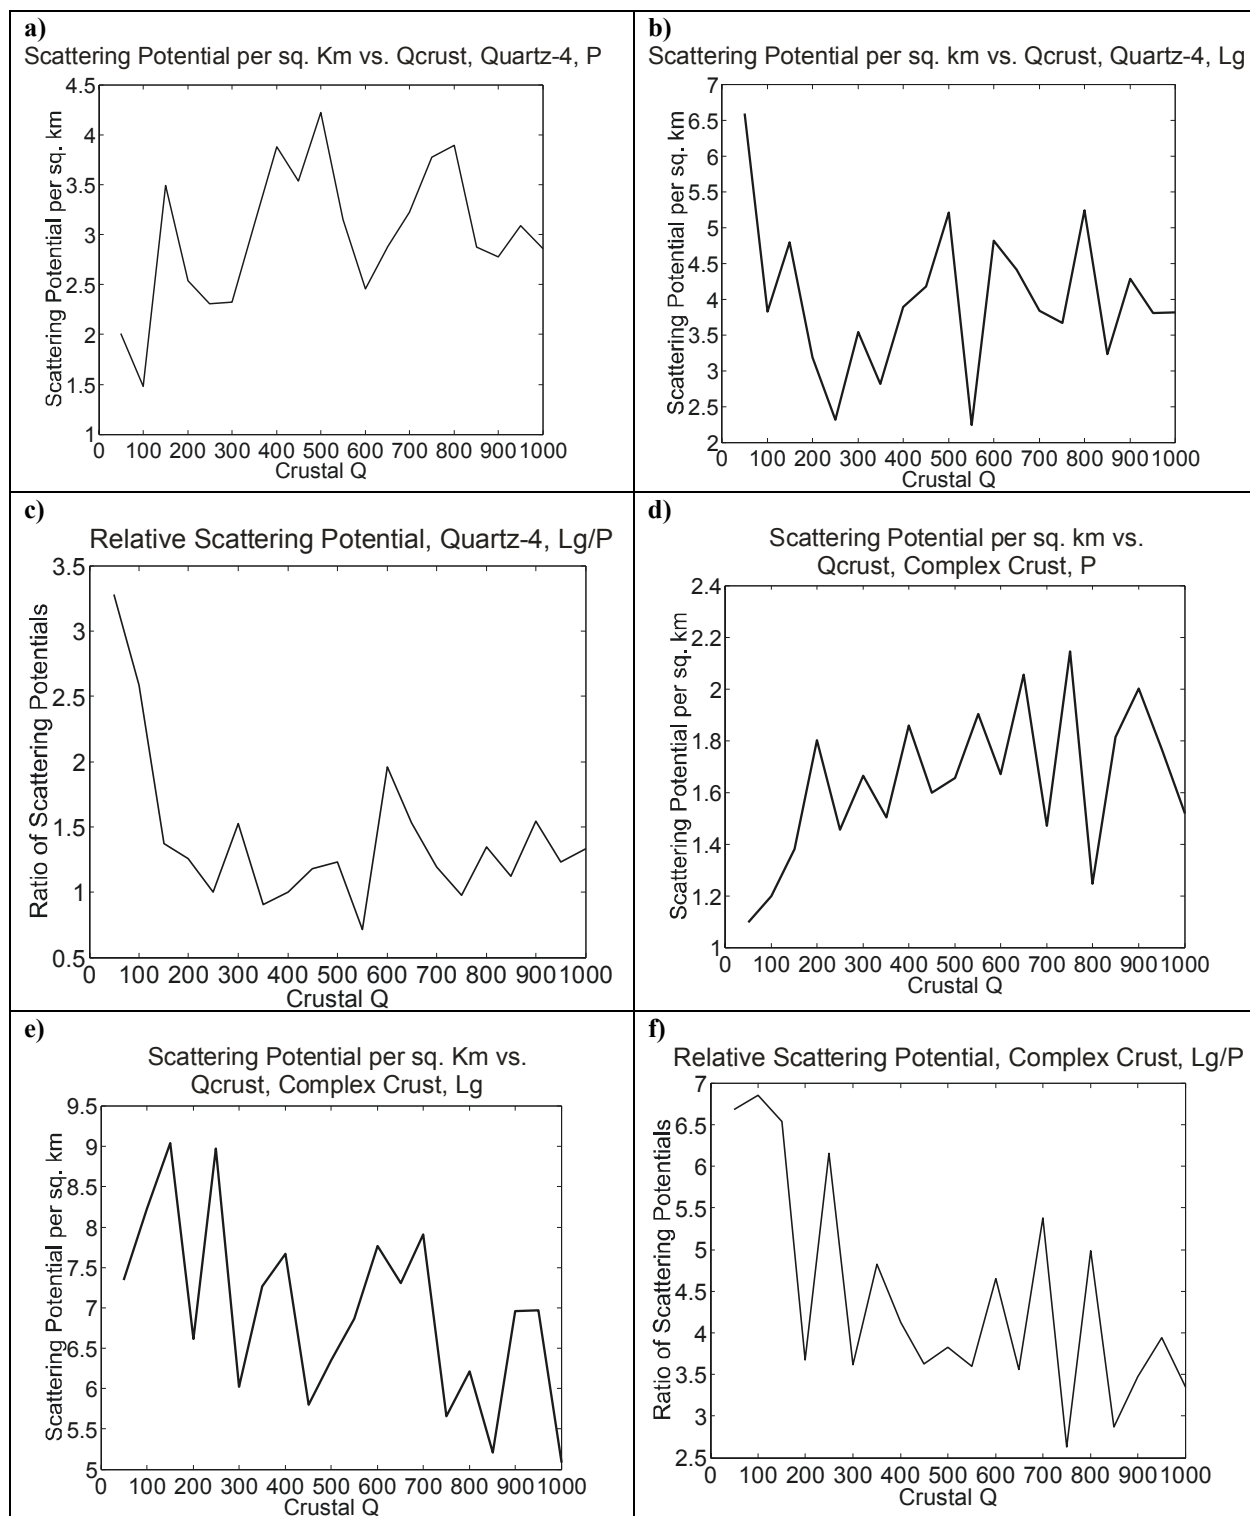 a)
Scattering Potential per sq. Km vs. Qcrust, Quartz-4, P
Scattering Potential per sq. km
4.5
4
3.5
3
2.5
2
1.5
1
0 100 200 300 400 500 600 700 800 900 1000
Crustal Q
b)
Scattering Potential per sq. km vs. Qcrust, Quartz-4, Lg
Scattering Potential per sq. km
7
6.5
6
5.5
5
4.5
4
3.5
3
2.5
2
0 100 200 300 400 500 600 700 800 900 1000
Crustal Q
c)
Relative Scattering Potential, Quartz-4, Lg/P
Ratio of Scattering Potentials
3.5
3
2.5
2
1.5
1
0.5
0 100 200 300 400 500 600 700 800 900 1000
Crustal Q
d)
Scattering Potential per sq. km vs.
Qcrust, Complex Crust, P
Scattering Potential per sq. km
2.4
2.2
2
1.8
1.6
1.4
1.2
1
0 100 200 300 400 500 600 700 800 900 1000
Crustal Q
e)
Scattering Potential per sq. Km vs.
Qcrust, Complex Crust, Lg
Scattering Potential per sq. km
9.5
9
8.5
8
7.5
7
6.5
6
5.5
5
0 100 200 300 400 500 600 700 800 900 1000
Crustal Q
f)
Relative Scattering Potential, Complex Crust, Lg/P
Ratio of Scattering Potentials
7
6.5
6
5.5
5
4.5
4
3.5
3
2.5
0 100 200 300 400 500 600 700 800 900 1000
Crustal Q